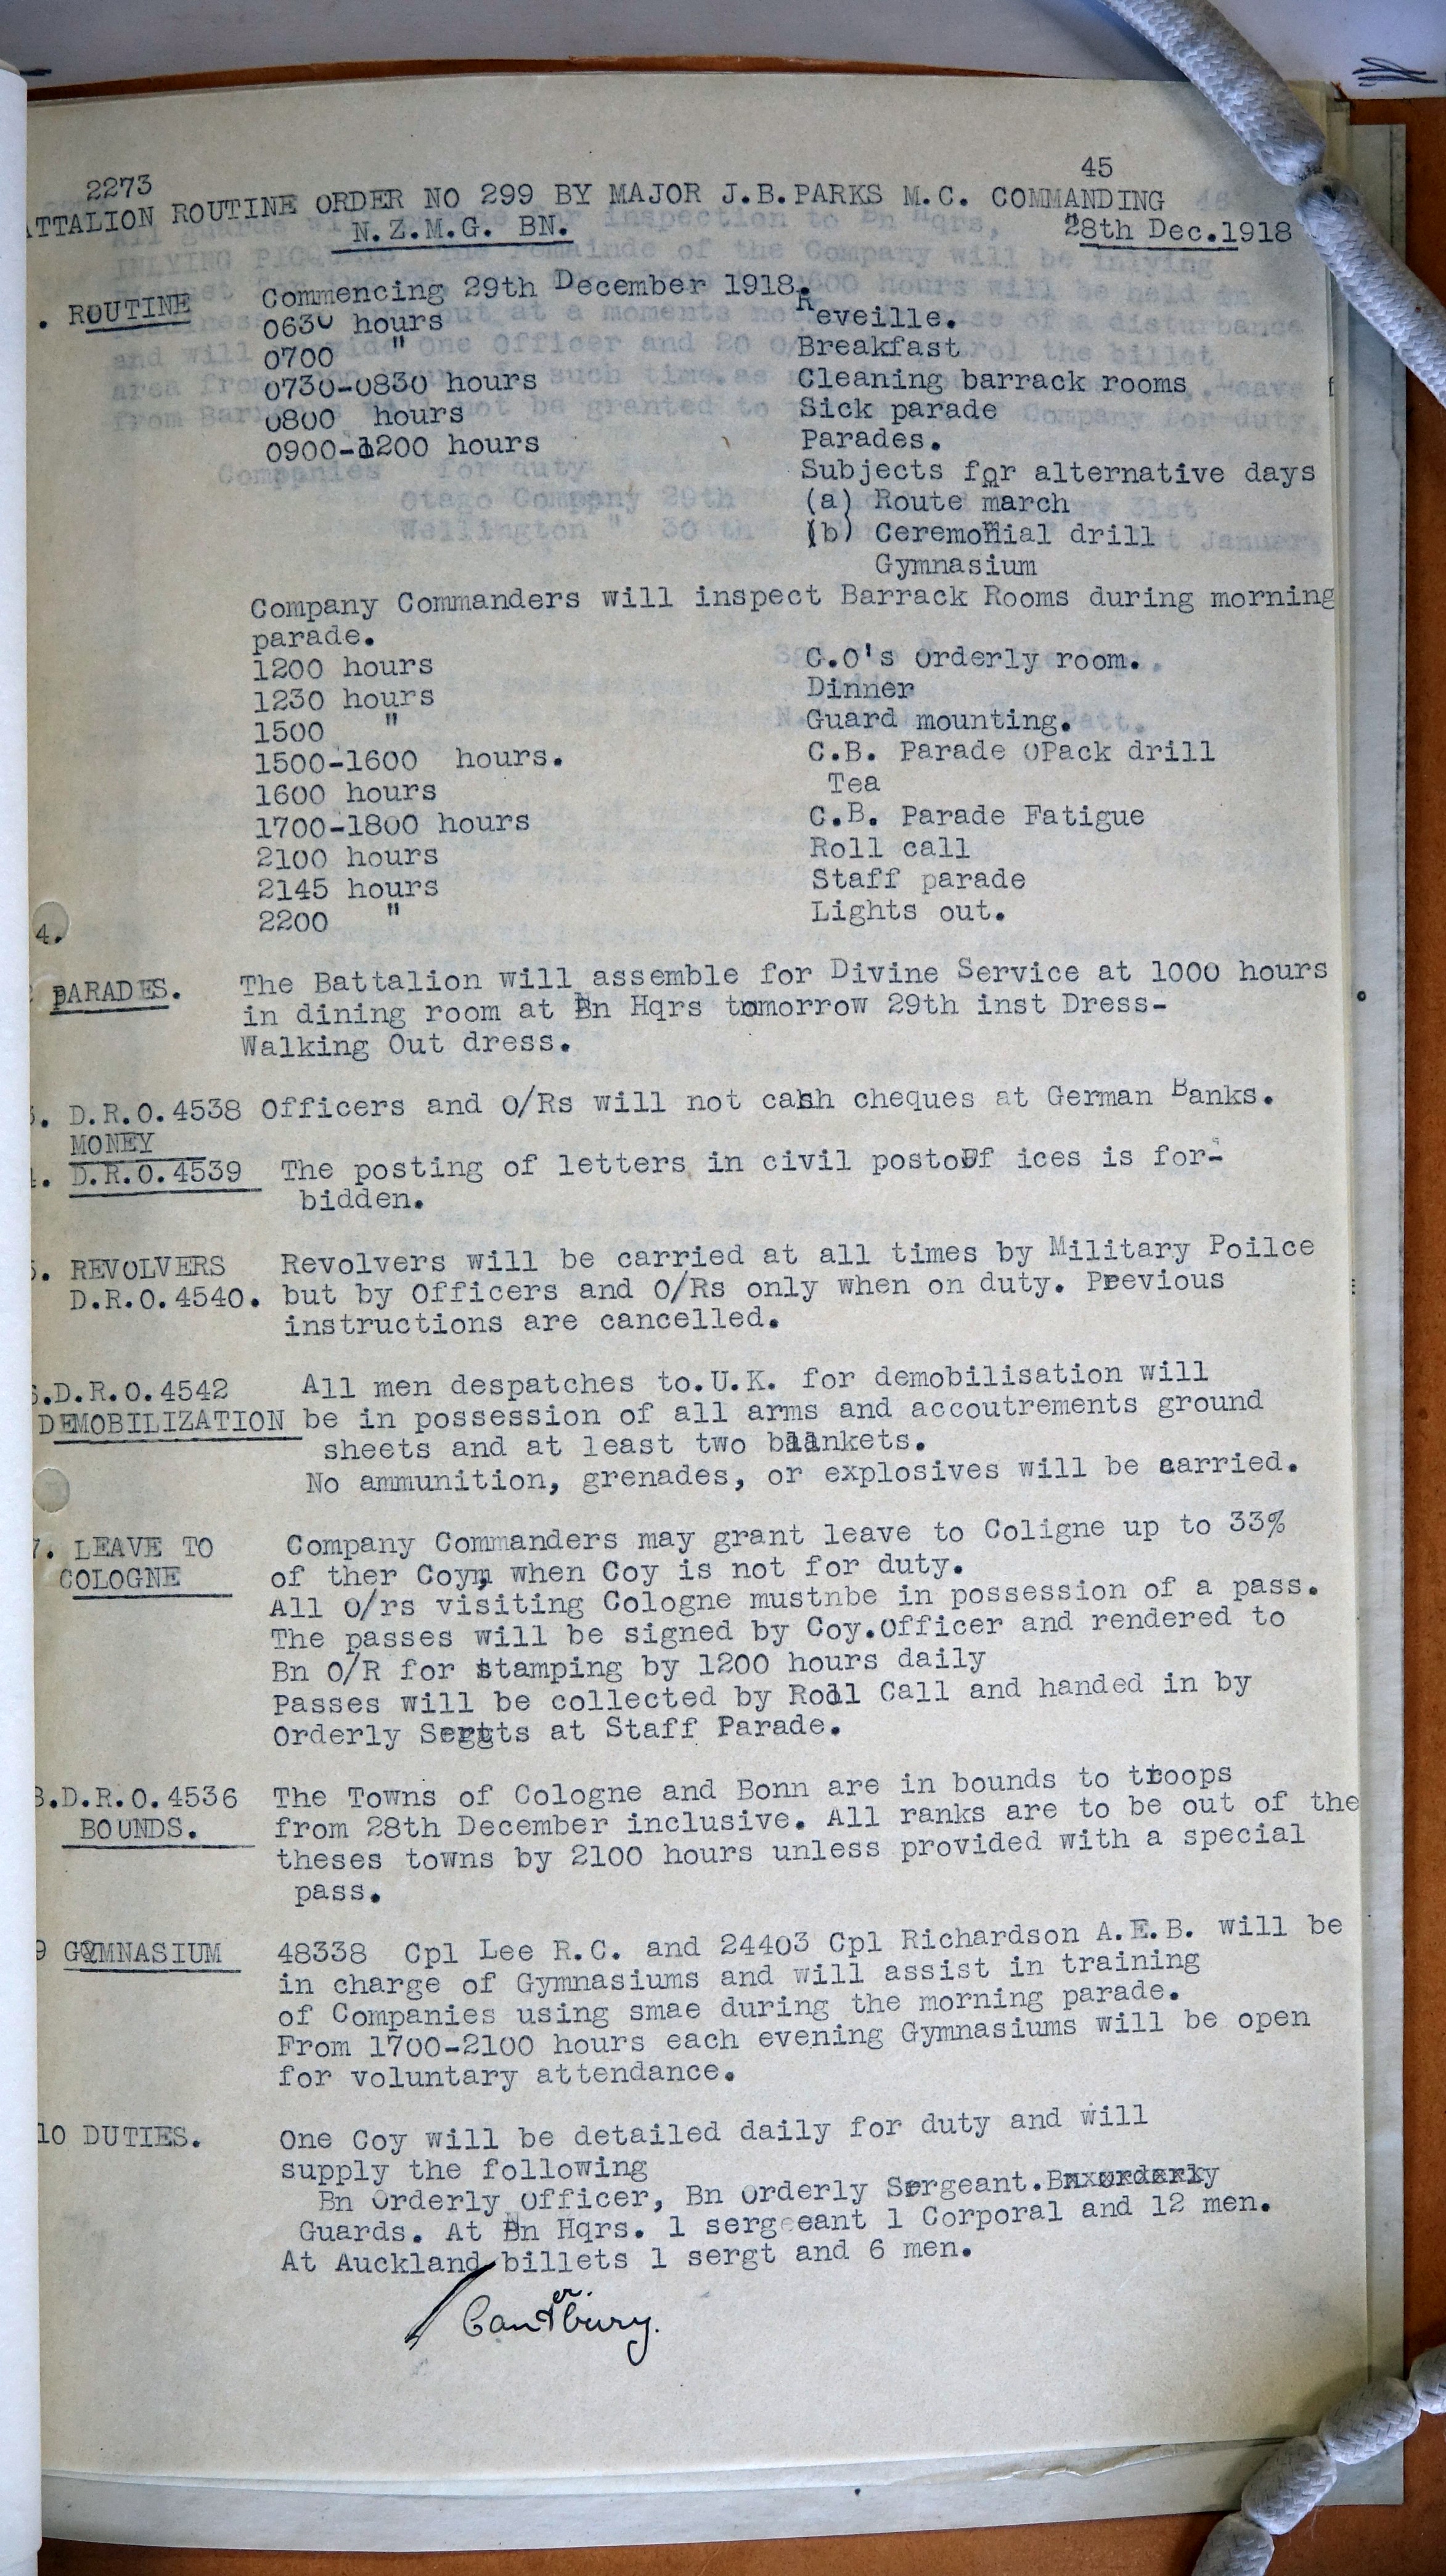 2273 45
ATTALION ROUTINE ORDER NO 299 BY MAJOR J.B.PARKS M.C. COMMANDING
N.Z.M.G. BN. 28th Dec.1918
. ROUTINE Commencing 29th December 1918.
0630 hours Reveille.
0700 " Breakfast
0730-0830 hours Cleaning barrack rooms
0800 hours Sick parade
0900-1200 hours Parades.
Subjects for alternative days
(a) Route march
(b) Ceremonial drill
Gymnasium
Company Commanders will inspect Barrack Rooms during morning
parade.
1200 hours C.O's Orderly room.
1230 hours Dinner
1500 " Guard mounting.
1500-1600 hours. C.B. Parade OPack drill
1600 hours Tea
1700-1800 hours C.B. Parade Fatigue
2100 hours Roll call
2145 hours Staff parade
2200 " Lights out.
4.
2 PARADES. The Battalion will assemble for Divine Service at 1000 hours
in dining room at Bn Hqrs tomorrow 29th inst Dress-
Walking Out dress.
3. D.R.O.4538 Officers and O/Rs will not cash cheques at German Banks.
MONEY
4. D.R.O.4539 The posting of letters in civil postoff ices is for-
bidden.
5. REVOLVERS Revolvers will be carried at all times by Military Poilce
D.R.O.4540. but by Officers and O/Rs only when on duty. Previous
instructions are cancelled.
6.D.R.O.4542 All men despatches to.U.K. for demobilisation will
DEMOBILIZATION be in possession of all arms and accoutrements ground
sheets and at least two blankets.
No ammunition, grenades, or explosives will be carried.
7. LEAVE TO Company Commanders may grant leave to Coligne up to 33%
COLOGNE of ther Coy, when Coy is not for duty.
All O/rs visiting Cologne mustnbe in possession of a pass.
The passes will be signed by Coy.Officer and rendered to
Bn O/R for stamping by 1200 hours daily
Passes will be collected by Roll Call and handed in by
Orderly Sergts at Staff Parade.
8.D.R.O.4536 The Towns of Cologne and Bonn are in bounds to troops
BOUNDS. from 28th December inclusive. All ranks are to be out of the
theses towns by 2100 hours unless provided with a special
pass.
9 GYMNASIUM 48338 Cpl Lee R.C. and 24403 Cpl Richardson A.E.B. will be
in charge of Gymnasiums and will assist in training
of Companies using smae during the morning parade.
From 1700-2100 hours each evening Gymnasiums will be open
for voluntary attendance.
10 DUTIES. One Coy will be detailed daily for duty and will
supply the following
Bn Orderly Officer, Bn Orderly Sergeant.Bnxorderly
Guards. At Bn Hqrs. 1 sergeeant 1 Corporal and 12 men.
At Auckland billets 1 sergt and 6 men.
Canterbury.